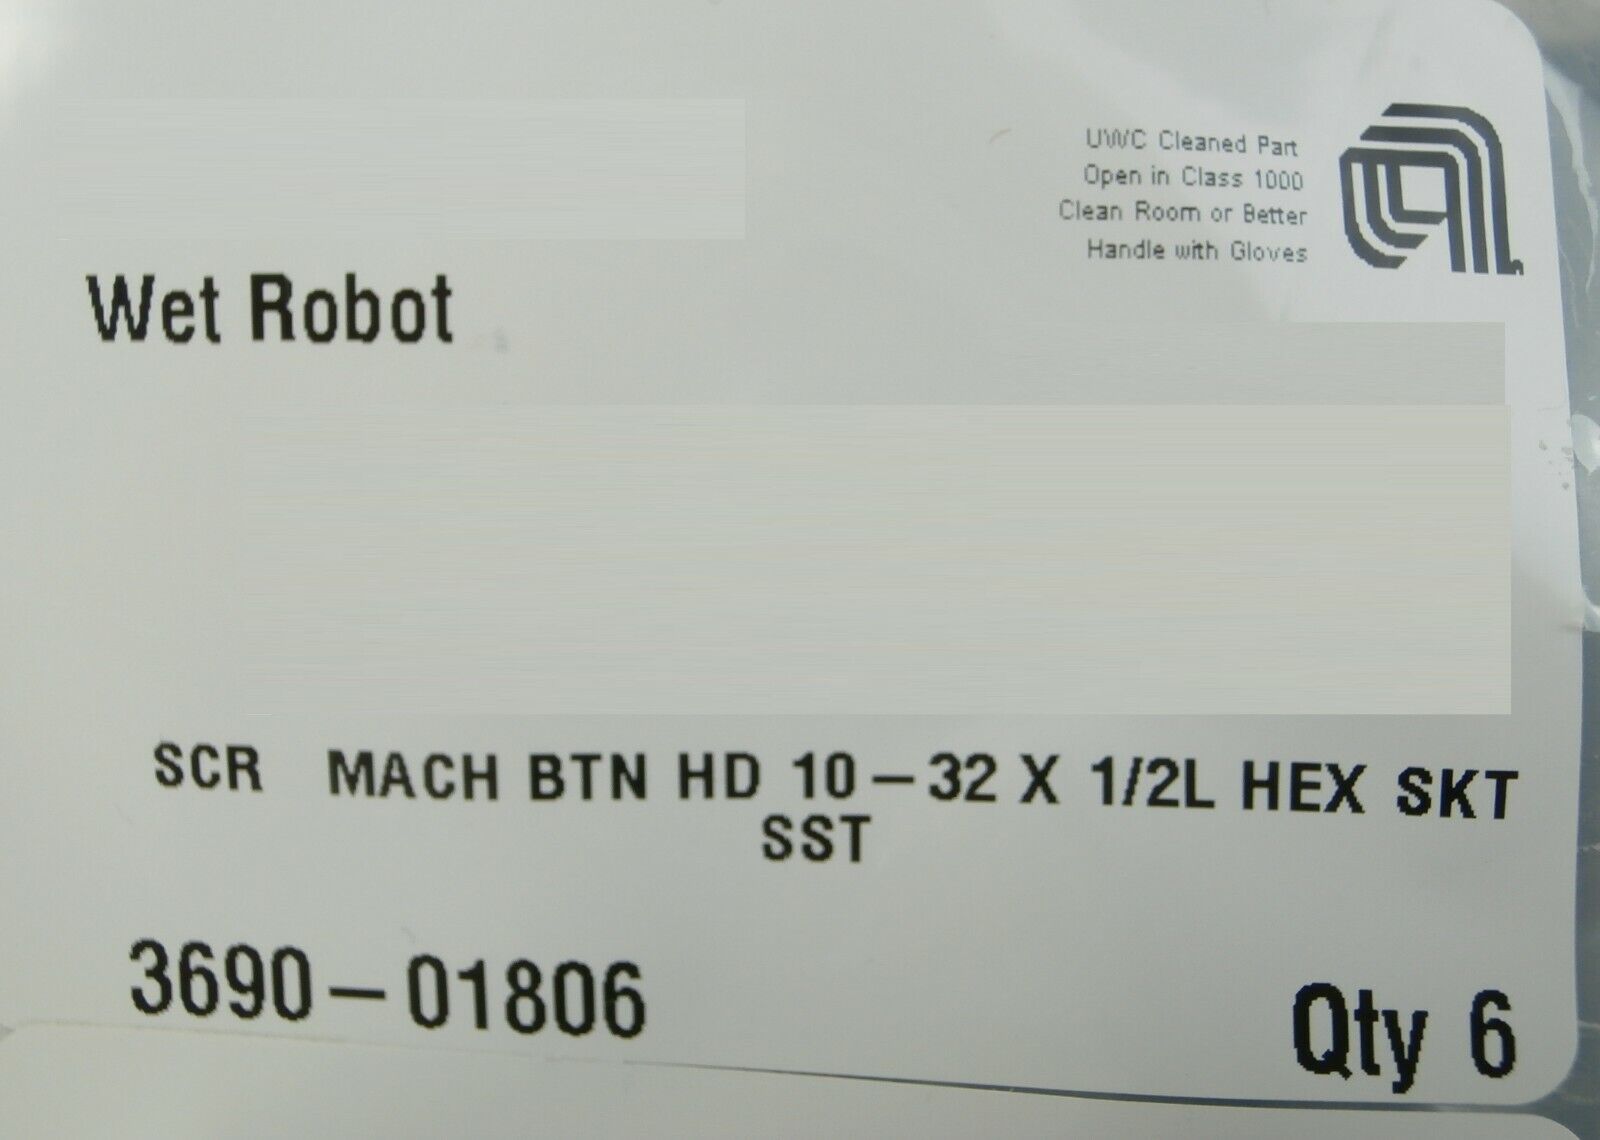 UWC Cleaned Part
Open in Class 1000
Clean Room or Better
Handle with Gloves
Wet Robot
SCR MACH BTN HD 10-32 X 1/2L HEX SKT
SST
3690-01806
Qty 6